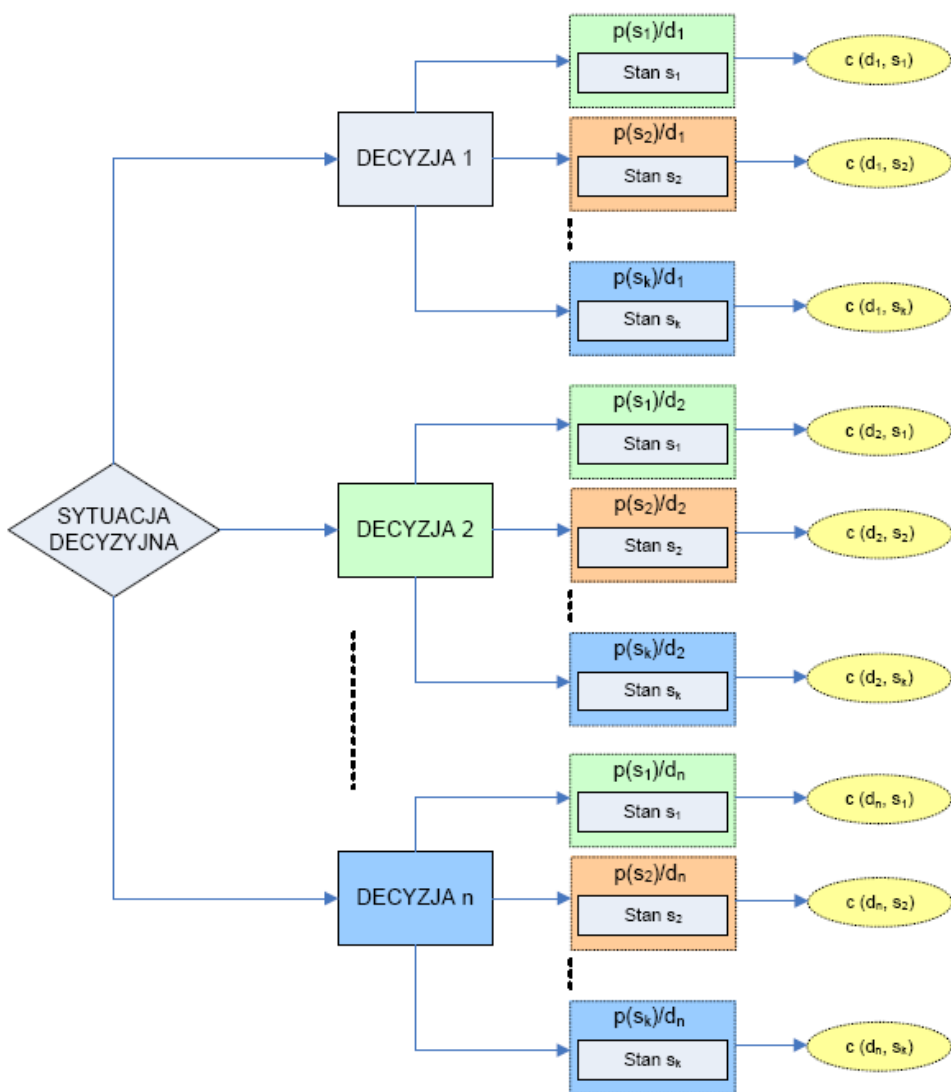 p(s₁)/d₁
Stan s₁
c (d₁, s₁)
DECYZJA 1
p(s₂)/d₁
Stan s₂
c (d₁, s₂)
p(sₖ)/d₁
Stan sₖ
c (d₁, sₖ)
p(s₁)/d₂
Stan s₁
c (d₂, s₁)
SYTUACJA
DECYZYJNA
DECYZJA 2
p(s₂)/d₂
Stan s₂
c (d₂, s₂)
p(sₖ)/d₂
Stan sₖ
c (d₂, sₖ)
p(s₁)/dₙ
Stan s₁
c (dₙ, s₁)
DECYZJA n
p(s₂)/dₙ
Stan s₂
c (dₙ, s₂)
p(sₖ)/dₙ
Stan sₖ
c (dₙ, sₖ)